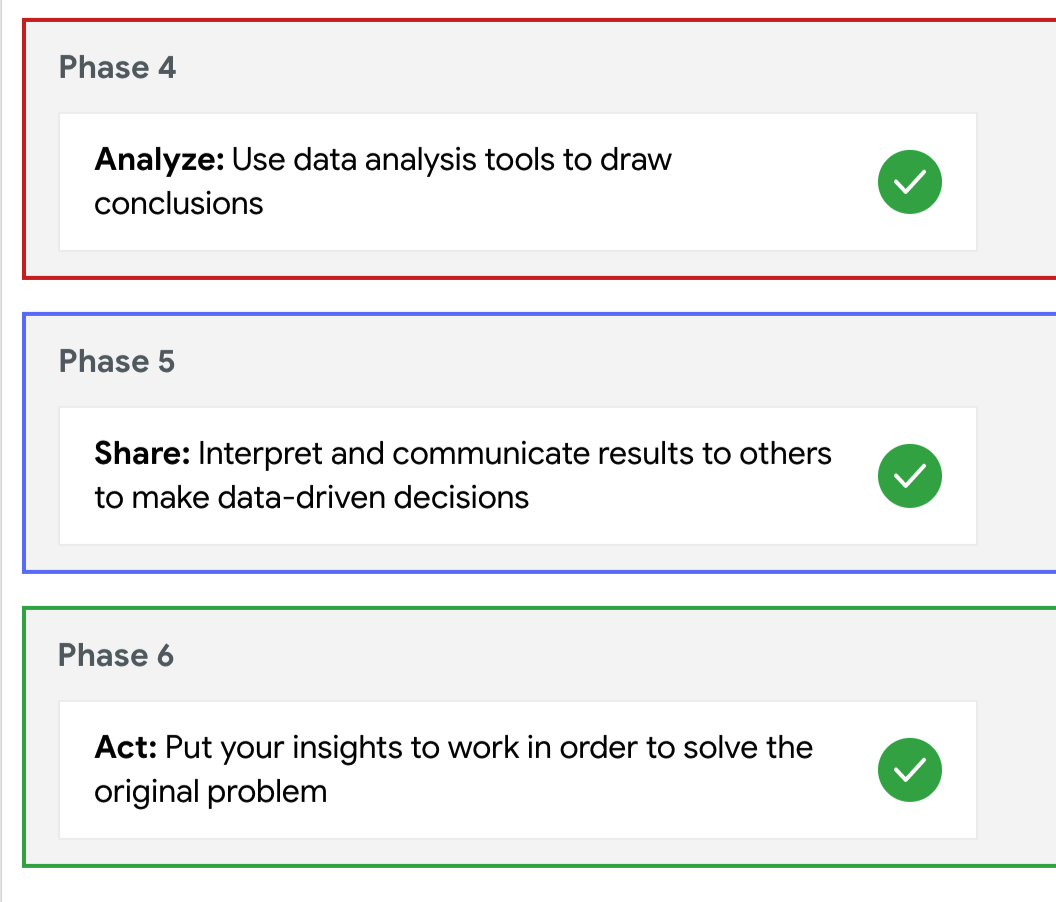 Phase 4
Analyze: Use data analysis tools to draw
conclusions
Phase 5
Share: Interpret and communicate results to others
to make data-driven decisions
Phase 6
Act: Put your insights to work in order to solve the
original problem